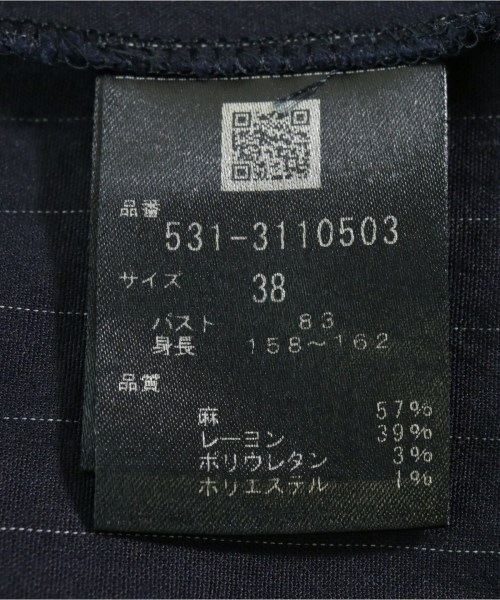 品番
531-3110503
サイズ
38
バスト 83
身長 158～162
品質
麻 57%
レーヨン 39%
ポリウレタン 3%
ポリエステル 1%